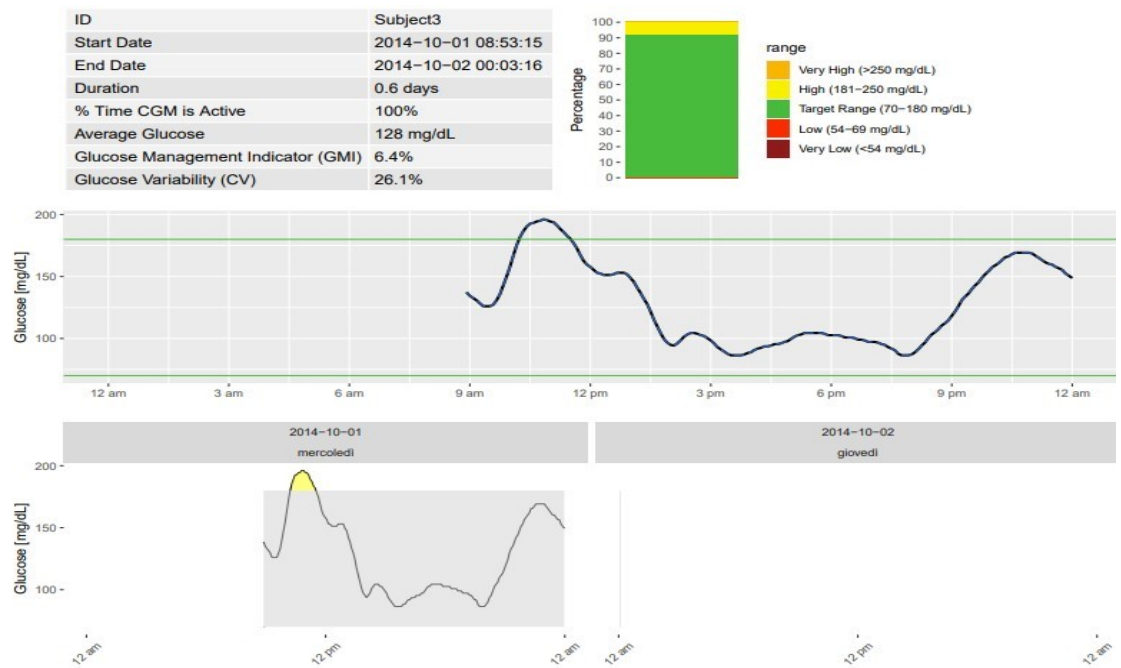 ID Subject3
Start Date 2014-10-01 08:53:15
End Date 2014-10-02 00:03:16
Duration 0.6 days
% Time CGM is Active 100%
Average Glucose 128 mg/dL
Glucose Management Indicator (GMI) 6.4%
Glucose Variability (CV) 26.1%
Percentage
100
90
80
70
60
50
40
30
20
10
0
range
Very High (>250 mg/dL)
High (181-250 mg/dL)
Target Range (70-180 mg/dL)
Low (54-69 mg/dL)
Very Low (<54 mg/dL)
Glucose [mg/dL]
200
150
100
12 am 3 am 6 am 9 am 12 pm 3 pm 6 pm 9 pm 12 am
2014-10-01 2014-10-02
mercoledì giovedì
Glucose [mg/dL]
200
150
100
12 am 12 pm 12 am 12 am 12 pm 12 am